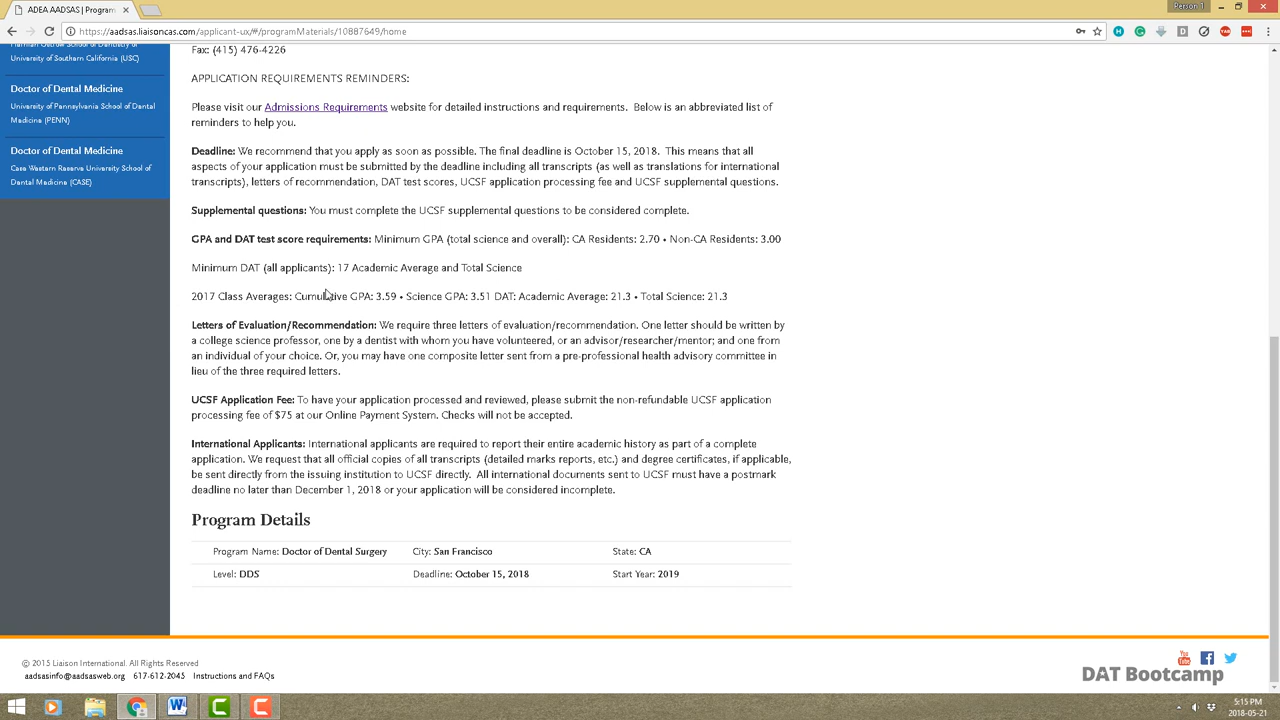 ADEA AADSAS | Program
Person 1
https://aadsas.liaisoncas.com/applicant-ux/#/programMaterials/10887649/home
Herman Ostrow School of Dentistry of
University of Southern California (USC)
Doctor of Dental Medicine
University of Pennsylvania School of Dental
Medicine (PENN)
Doctor of Dental Medicine
Case Western Reserve University School of
Dental Medicine (CASE)
Fax: (415) 476-4226
APPLICATION REQUIREMENTS REMINDERS:
Please visit our Admissions Requirements website for detailed instructions and requirements. Below is an abbreviated list of
reminders to help you.
Deadline: We recommend that you apply as soon as possible. The final deadline is October 15, 2018. This means that all
aspects of your application must be submitted by the deadline including all transcripts (as well as translations for international
transcripts), letters of recommendation, DAT test scores, UCSF application processing fee and UCSF supplemental questions.
Supplemental questions: You must complete the UCSF supplemental questions to be considered complete.
GPA and DAT test score requirements: Minimum GPA (total science and overall): CA Residents: 2.70 • Non-CA Residents: 3.00
Minimum DAT (all applicants): 17 Academic Average and Total Science
2017 Class Averages: Cumulative GPA: 3.59 • Science GPA: 3.51 DAT: Academic Average: 21.3 • Total Science: 21.3
Letters of Evaluation/Recommendation: We require three letters of evaluation/recommendation. One letter should be written by
a college science professor, one by a dentist with whom you have volunteered, or an advisor/researcher/mentor; and one from
an individual of your choice. Or, you may have one composite letter sent from a pre-professional health advisory committee in
lieu of the three required letters.
UCSF Application Fee: To have your application processed and reviewed, please submit the non-refundable UCSF application
processing fee of $75 at our Online Payment System. Checks will not be accepted.
International Applicants: International applicants are required to report their entire academic history as part of a complete
application. We request that all official copies of all transcripts (detailed marks reports, etc.) and degree certificates, if applicable,
be sent directly from the issuing institution to UCSF directly. All international documents sent to UCSF must have a postmark
deadline no later than December 1, 2018 or your application will be considered incomplete.
Program Details
Program Name: Doctor of Dental Surgery City: San Francisco State: CA
Level: DDS Deadline: October 15, 2018 Start Year: 2019
© 2015 Liaison International. All Rights Reserved
aadsasinfo@aadsasweb.org 617-612-2045 Instructions and FAQs
DAT Bootcamp
5:15 PM
2018-05-21